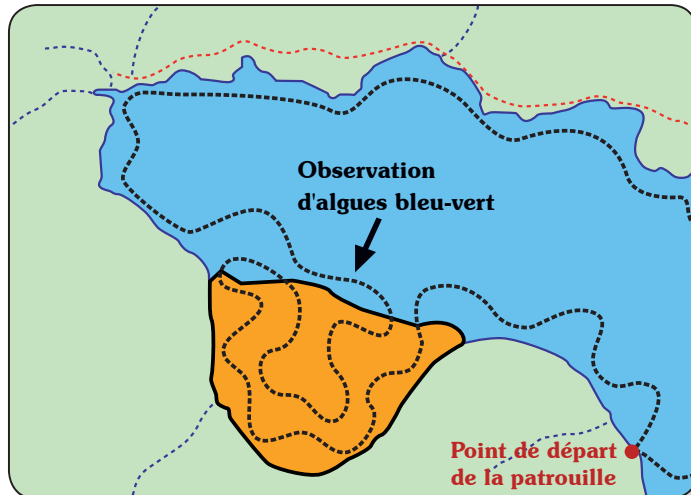 Observation
d'algues bleu-vert
Point de départ
de la patrouille